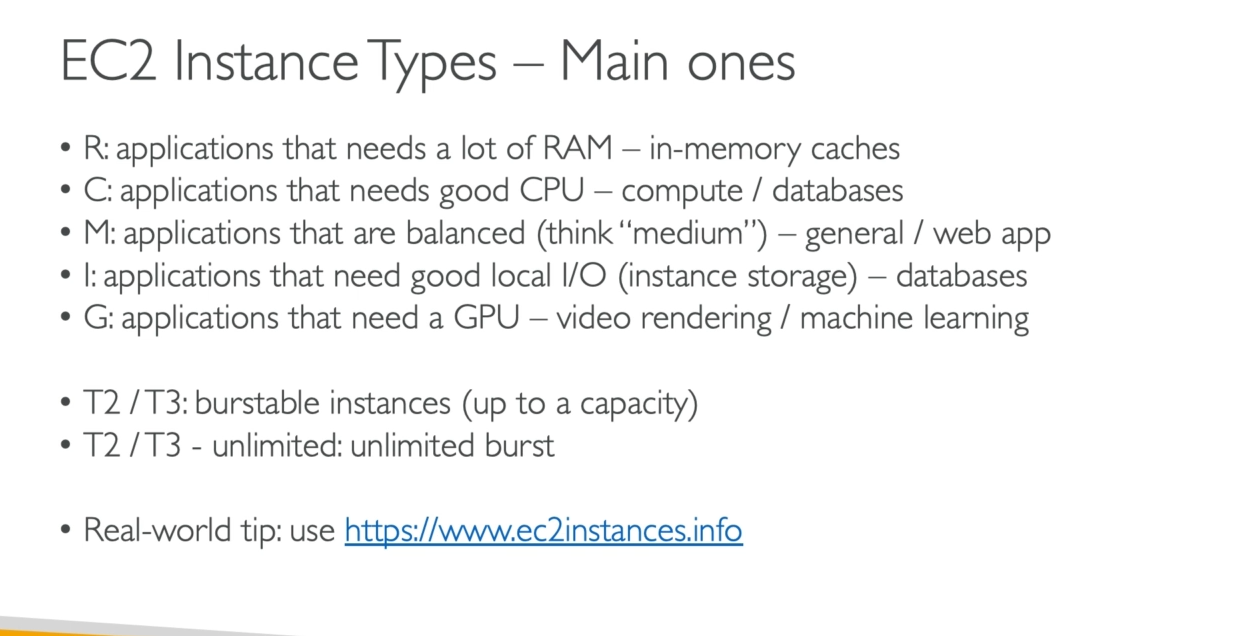 EC2 Instance Types – Main ones
• R: applications that needs a lot of RAM – in-memory caches
• C: applications that needs good CPU – compute / databases
• M: applications that are balanced (think “medium”) – general / web app
• I: applications that need good local I/O (instance storage) – databases
• G: applications that need a GPU – video rendering / machine learning
• T2 / T3: burstable instances (up to a capacity)
• T2 / T3 - unlimited: unlimited burst
• Real-world tip: use https://www.ec2instances.info